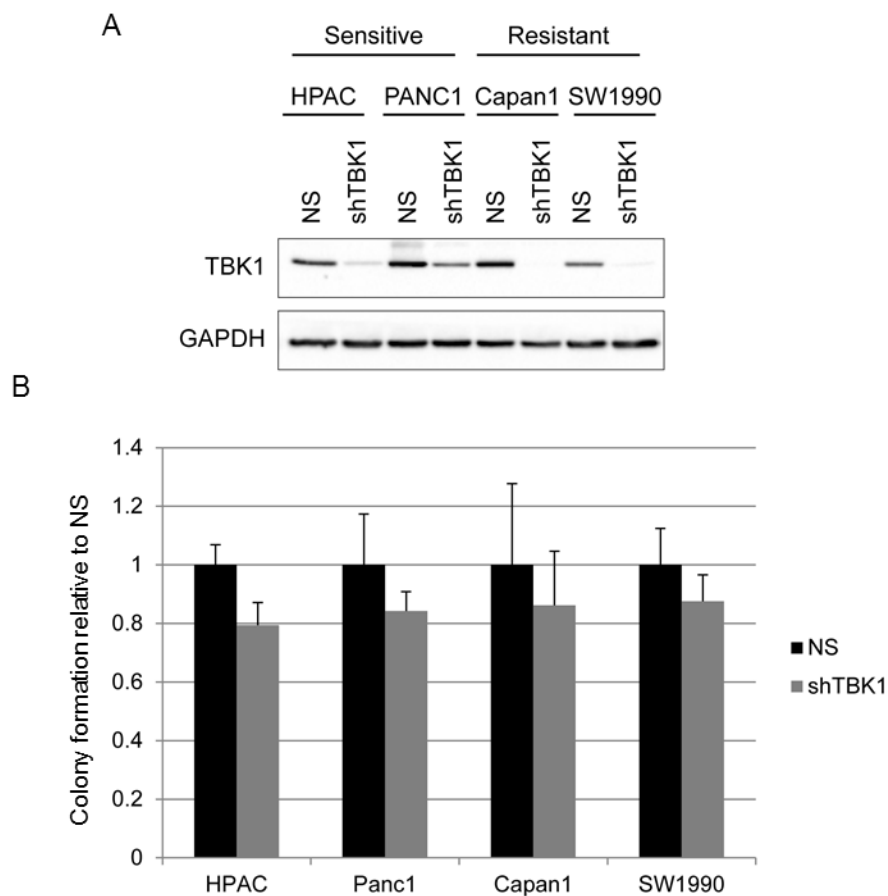 A
Sensitive Resistant
HPAC PANC1 Capan1 SW1990
NS shTBK1 NS shTBK1 NS shTBK1 NS shTBK1
TBK1
GAPDH
B
Colony formation relative to NS
1.4
1.2
1
0.8
0.6
0.4
0.2
0
HPAC Panc1 Capan1 SW1990
NS
shTBK1